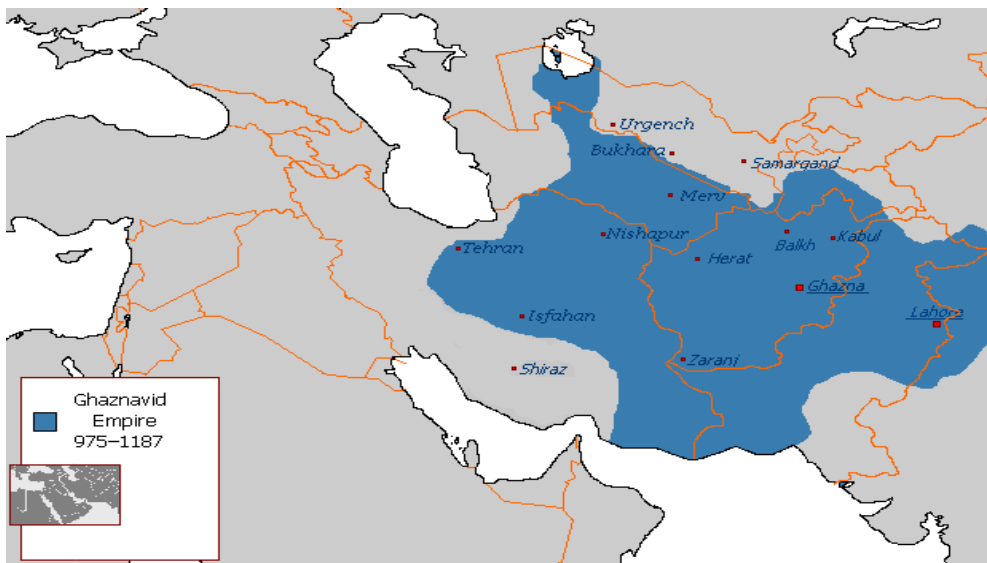 Urgench
Bukhara
Samarqand
Merv
Nishapur
Tehran
Herat
Balkh
Kabul
Ghazna
Lahore
Isfahan
Zaranj
Shiraz
Ghaznavid
Empire
975-1187